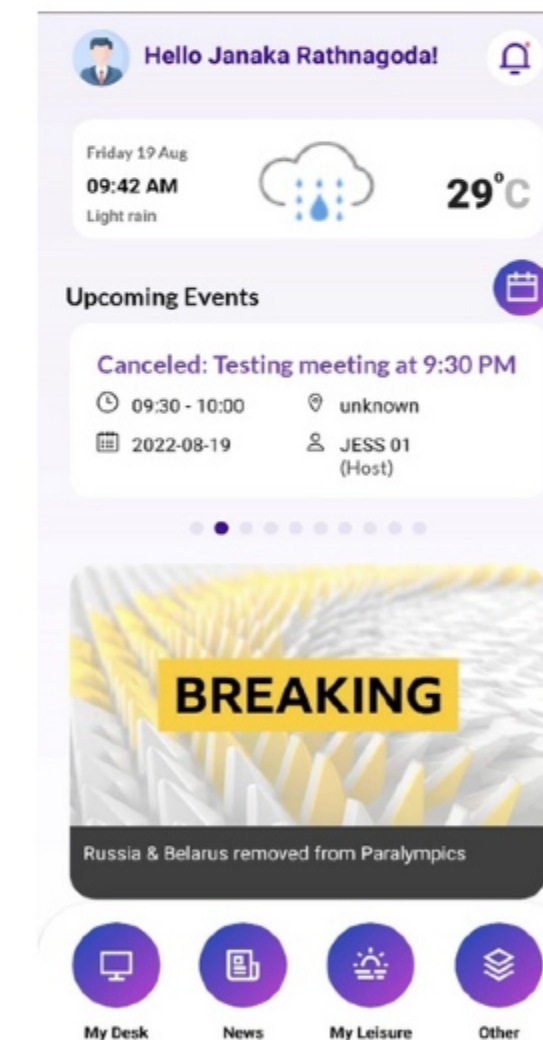 Hello Janaka Rathnagoda!
Friday 19 Aug
09:42 AM
Light rain
29°C
Upcoming Events
Canceled: Testing meeting at 9:30 PM
09:30 - 10:00
unknown
2022-08-19
JESS 01
(Host)
BREAKING
Russia & Belarus removed from Paralympics
My Desk
News
My Leisure
Other